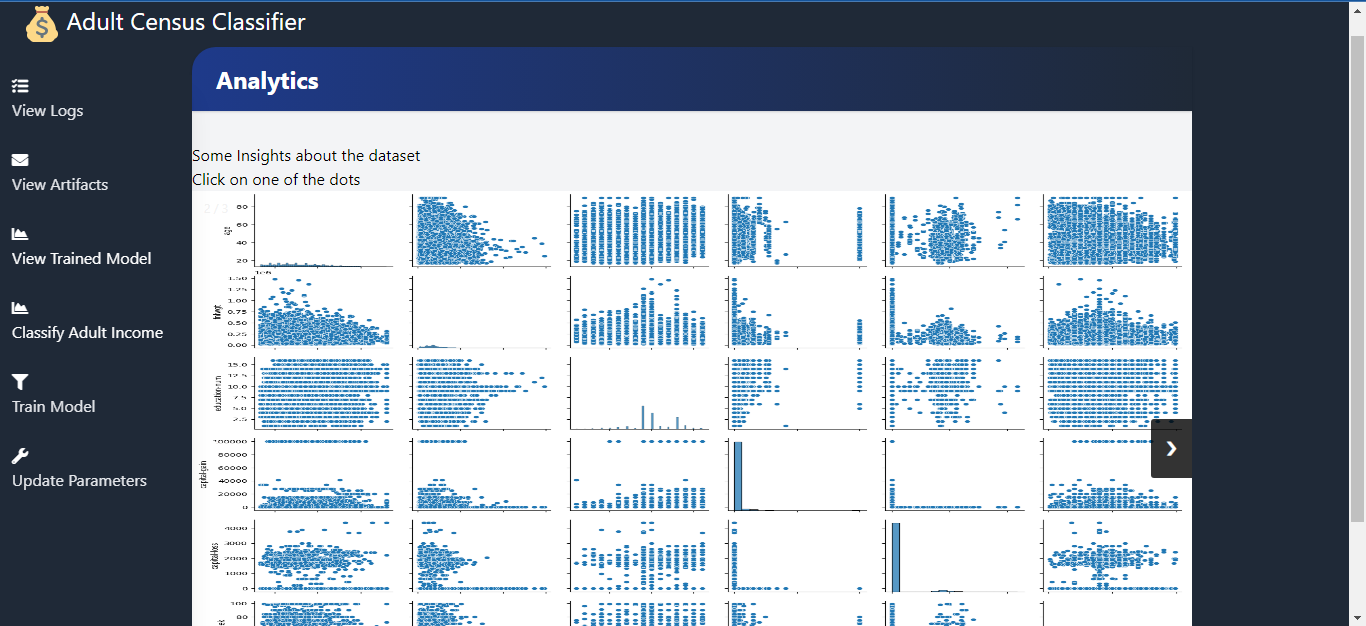 Adult Census Classifier
View Logs
View Artifacts
View Trained Model
Classify Adult Income
Train Model
Update Parameters
Analytics
Some Insights about the dataset
Click on one of the dots
2 / 3
age
80
60
40
20
1e6
fnlwgt
1.50
1.25
1.00
0.75
0.50
0.25
0.00
education-num
15.0
12.5
10.0
7.5
5.0
2.5
capital-gain
100000
80000
60000
40000
20000
0
capital-loss
4000
3000
2000
1000
0
100
80
❯